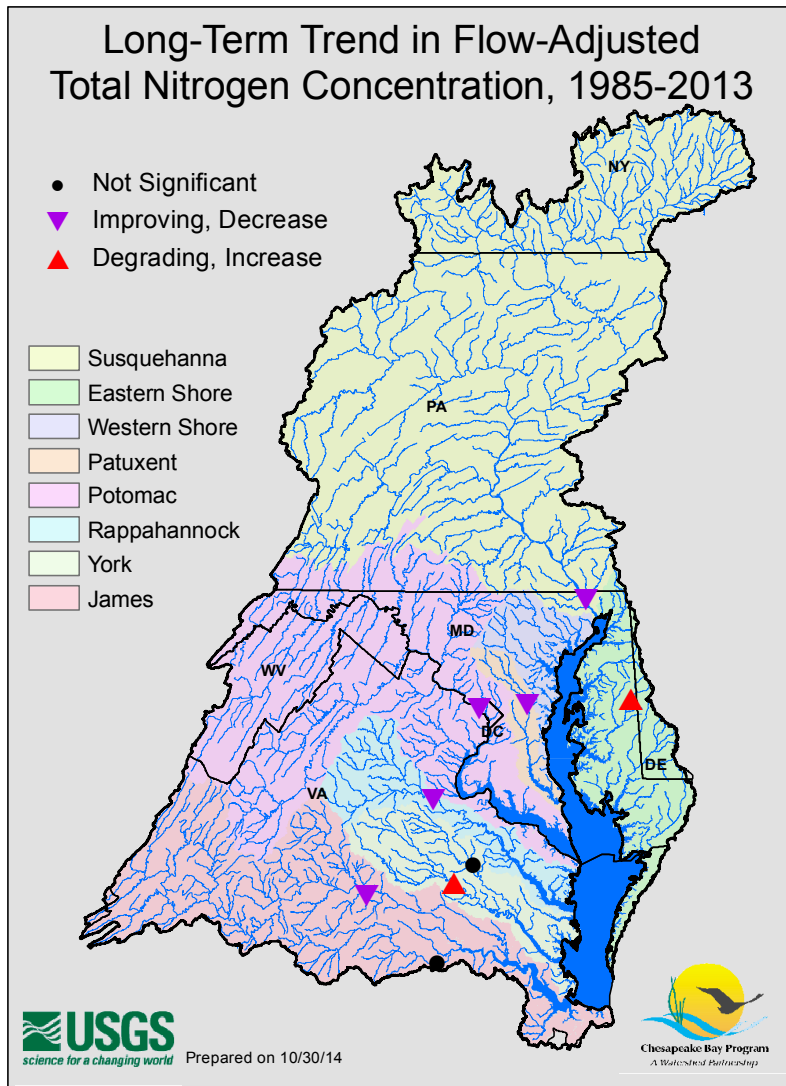 Long-Term Trend in Flow-Adjusted
Total Nitrogen Concentration, 1985-2013
Not Significant
Improving, Decrease
Degrading, Increase
NY
Susquehanna
Eastern Shore
Western Shore
Patuxent
Potomac
Rappahannock
York
James
PA
MD
WV
DC
DE
VA
USGS
science for a changing world
Prepared on 10/30/14
Chesapeake Bay Program
A Watershed Partnership